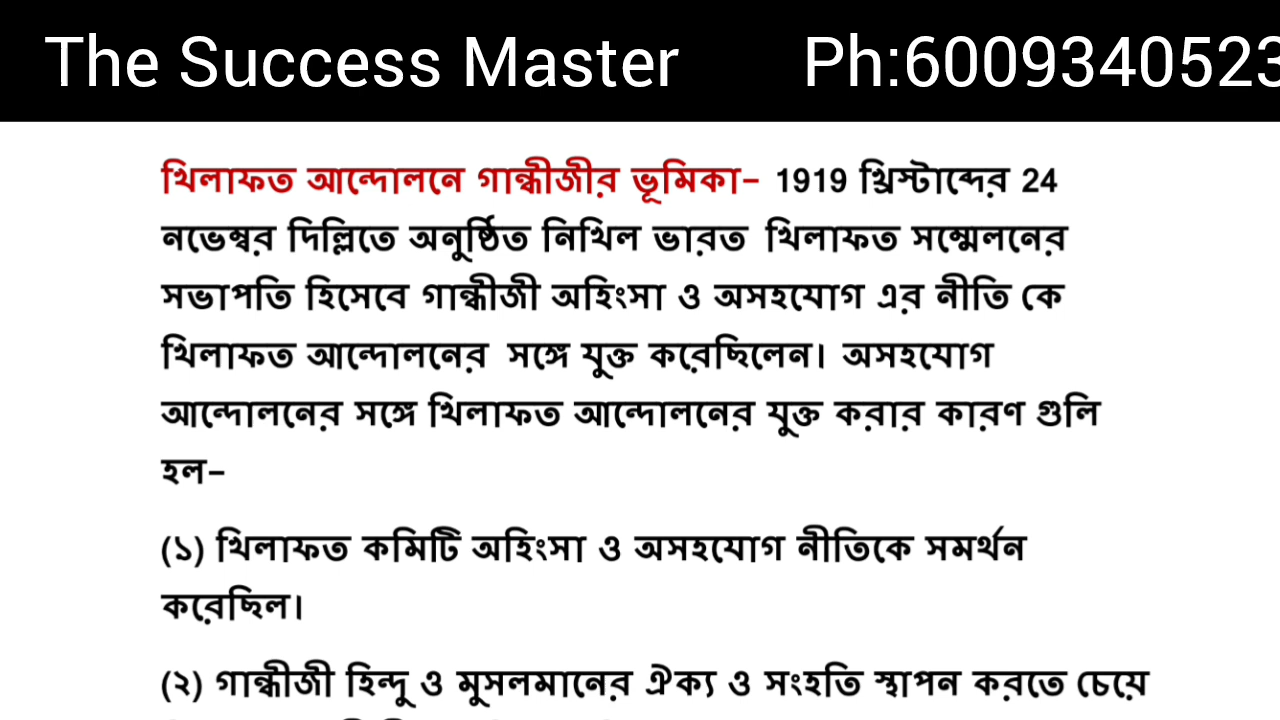 The Success Master Ph:6009340523
খিলাফত আন্দোলনে গান্ধীজীর ভূমিকা– 1919 খ্রিস্টাব্দের 24
নভেম্বর দিল্লিতে অনুষ্ঠিত নিখিল ভারত খিলাফত সম্মেলনের
সভাপতি হিসেবে গান্ধীজী অহিংসা ও অসহযোগ এর নীতি কে
খিলাফত আন্দোলনের সঙ্গে যুক্ত করেছিলেন। অসহযোগ
আন্দোলনের সঙ্গে খিলাফত আন্দোলনের যুক্ত করার কারণ গুলি
হল–
(১) খিলাফত কমিটি অহিংসা ও অসহযোগ নীতিকে সমর্থন
করেছিল।
(২) গান্ধীজী হিন্দু ও মুসলমানের ঐক্য ও সংহতি স্থাপন করতে চেয়ে